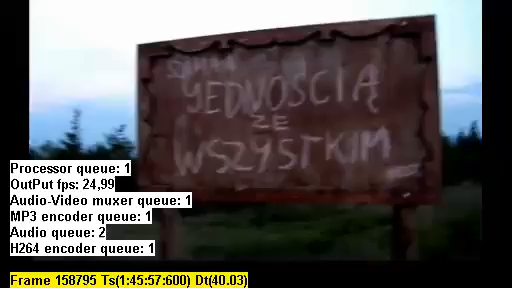 JEDNOŚCIĄ
ZE
WSZYSTKIM
Processor queue: 1
OutPut fps: 24,99
Audio-Video muxer queue: 1
MP3 encoder queue: 1
Audio queue: 2
H264 encoder queue: 1
Frame 158795 Ts(1:45:57:600) Dt(40.03)